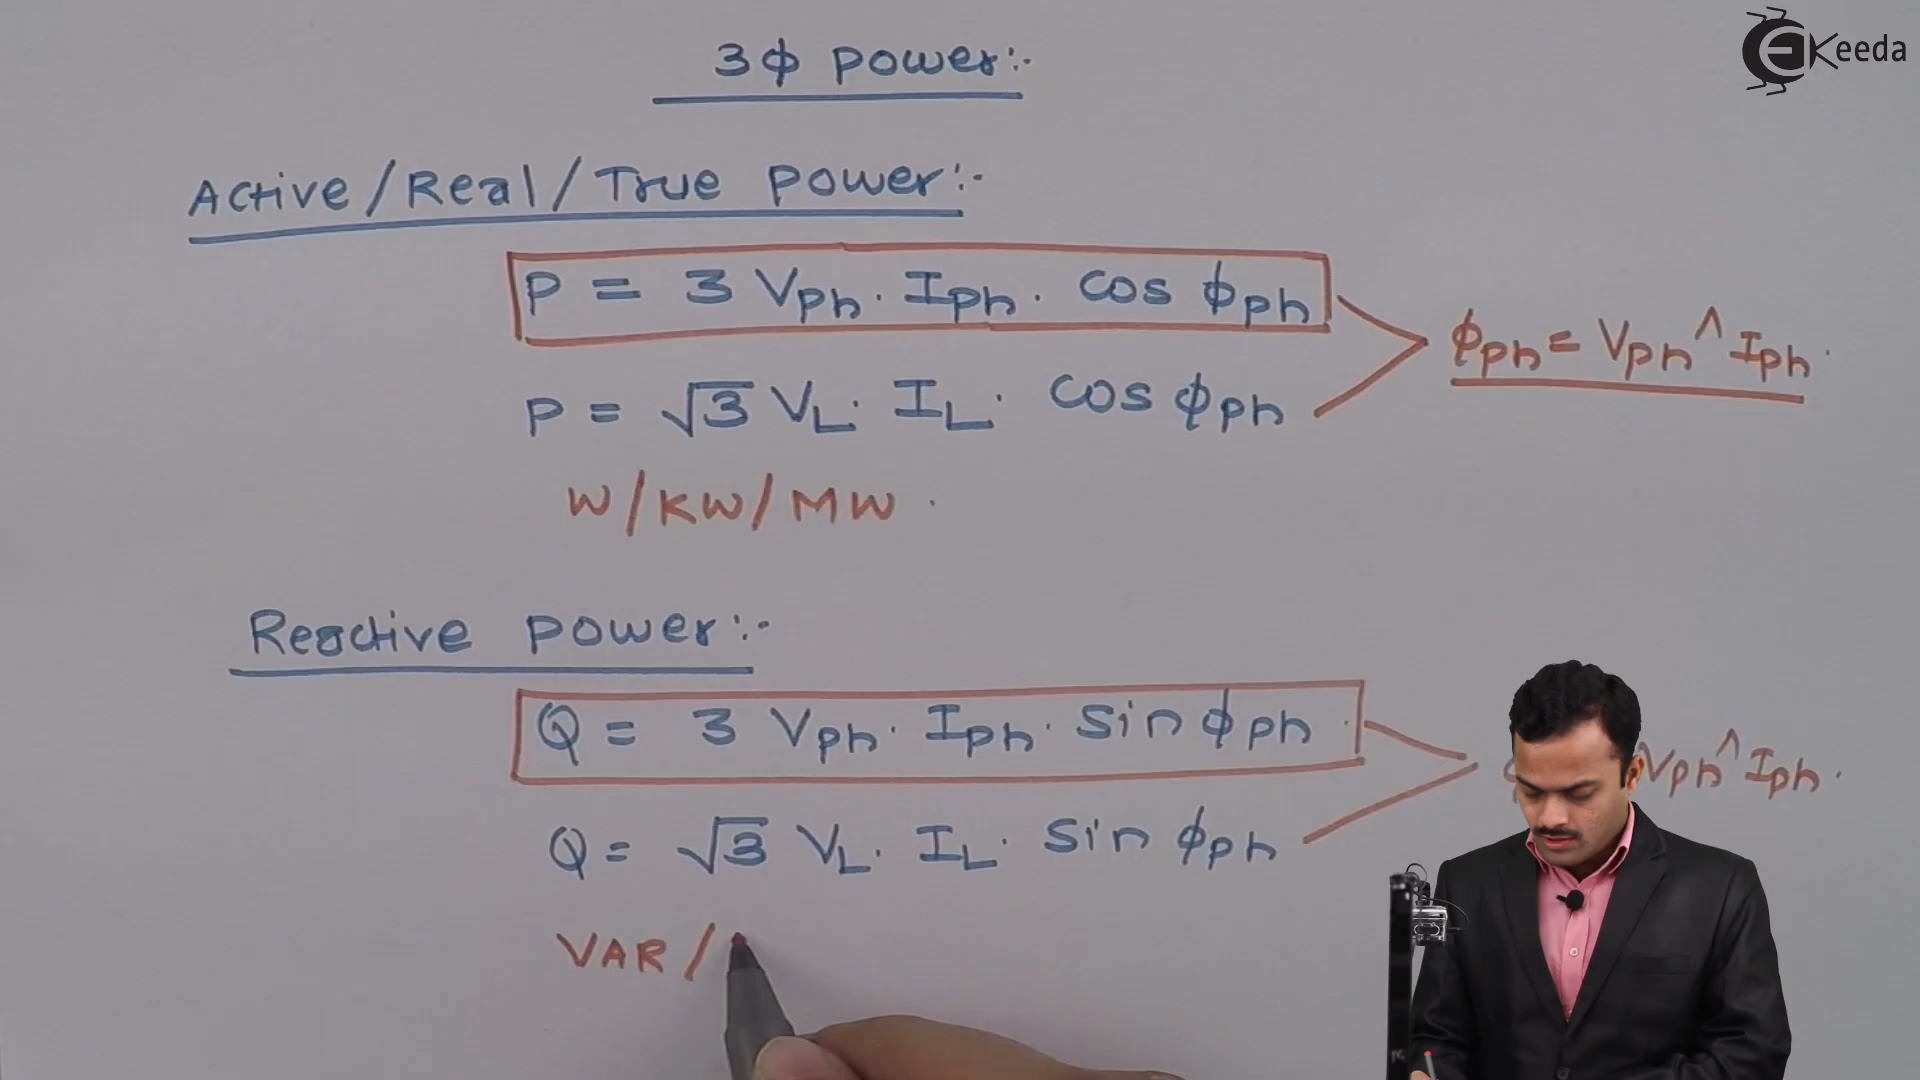 3ϕ power:-
EKeeda
Active/Real/True power:-
P = 3 Vph. Iph. cos ϕph
ϕph = Vph ^ Iph.
P = √3 VL. IL. cos ϕph
W/KW/MW.
Reactive power:-
Q = 3 Vph. Iph. sin ϕph.
Vph ^ Iph.
Q = √3 VL. IL. sin ϕph
VAR/